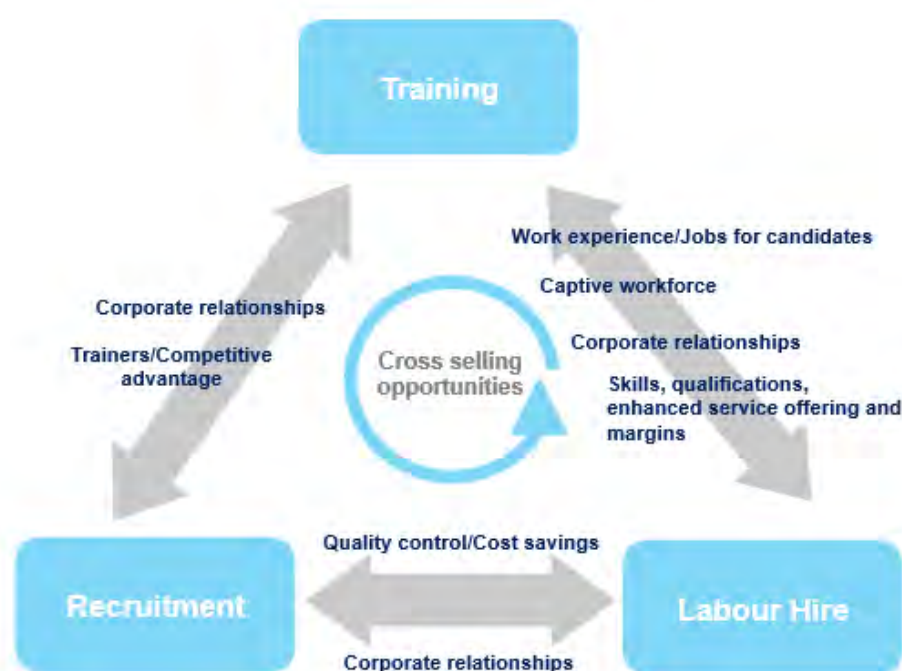 Training
Work experience/Jobs for candidates
Captive workforce
Corporate relationships
Trainers/Competitive
advantage
Cross selling
opportunities
Corporate relationships
Skills, qualifications,
enhanced service offering and
margins
Quality control/Cost savings
Recruitment
Labour Hire
Corporate relationships